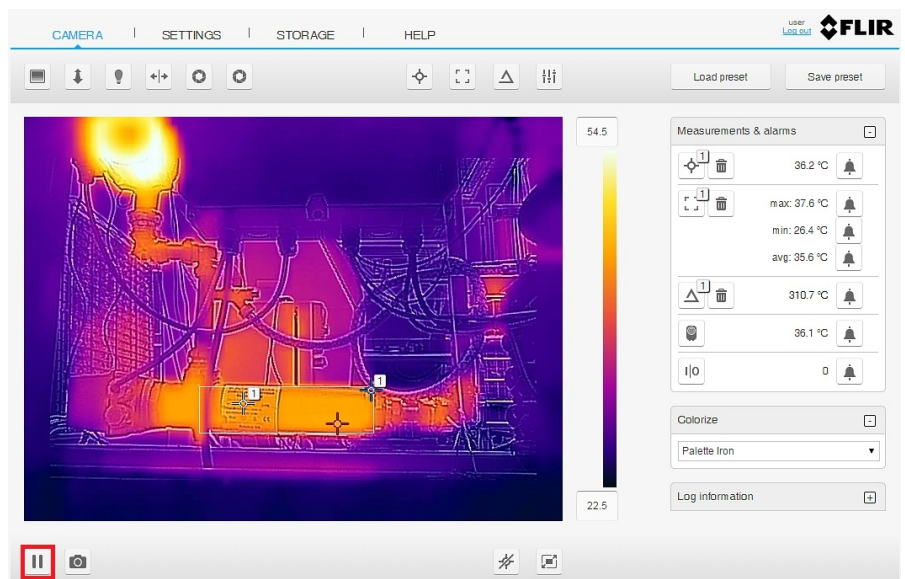 user
Log out
FLIR
CAMERA | SETTINGS | STORAGE | HELP
Load preset
Save preset
54.5
22.5
Measurements & alarms
1
36.2 °C
1
max: 37.6 °C
min: 26.4 °C
avg: 35.6 °C
1
310.7 °C
36.1 °C
I|O
0
Colorize
Palette Iron
Log information
1
1